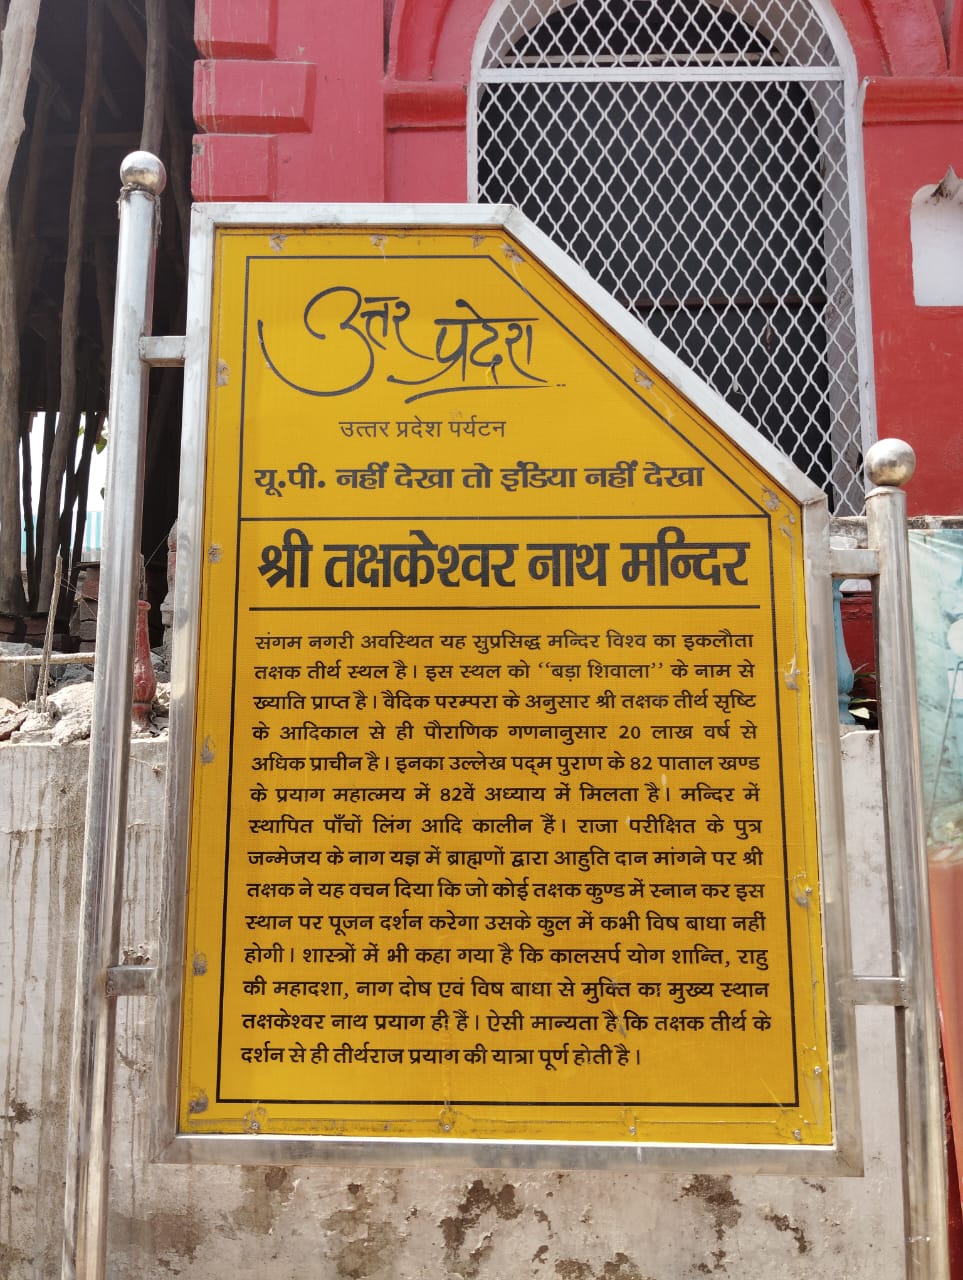 उत्तर प्रदेश
उत्तर प्रदेश पर्यटन
यू.पी. नहीं देखा तो इंडिया नहीं देखा
श्री तक्षकेश्वर नाथ मन्दिर
संगम नगरी अवस्थित यह सुप्रसिद्ध मन्दिर विश्व का इकलौता
तक्षक तीर्थ स्थल है। इस स्थल को ‘‘बड़ा शिवाला’’ के नाम से
ख्याति प्राप्त है। वैदिक परम्परा के अनुसार श्री तक्षक तीर्थ सृष्टि
के आदिकाल से ही पौराणिक गणनानुसार 20 लाख वर्ष से
अधिक प्राचीन है। इनका उल्लेख पद्म पुराण के 82 पाताल खण्ड
के प्रयाग महात्मय में 82वें अध्याय में मिलता है। मन्दिर में
स्थापित पाँचों लिंग आदि कालीन हैं। राजा परीक्षित के पुत्र
जन्मेजय के नाग यज्ञ में ब्राह्मणों द्वारा आहुति दान मांगने पर श्री
तक्षक ने यह वचन दिया कि जो कोई तक्षक कुण्ड में स्नान कर इस
स्थान पर पूजन दर्शन करेगा उसके कुल में कभी विष बाधा नहीं
होगी। शास्त्रों में भी कहा गया है कि कालसर्प योग शान्ति, राहु
की महादशा, नाग दोष एवं विष बाधा से मुक्ति का मुख्य स्थान
तक्षकेश्वर नाथ प्रयाग ही हैं। ऐसी मान्यता है कि तक्षक तीर्थ के
दर्शन से ही तीर्थराज प्रयाग की यात्रा पूर्ण होती है।